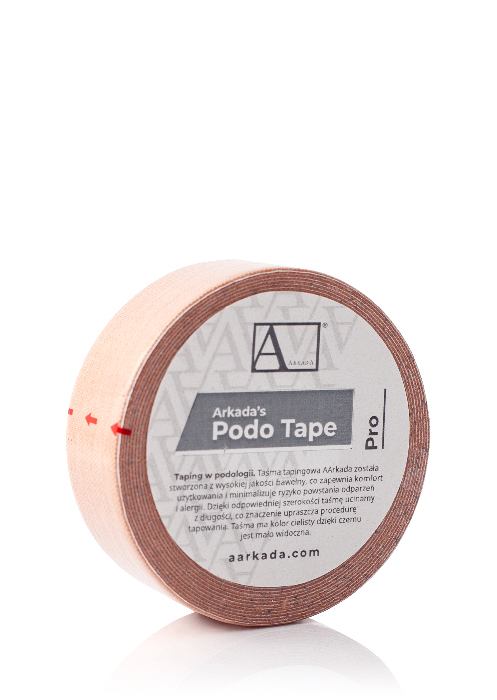 A
AARKADA
®
Arkada's
Podo Tape
Pro
Taping w podologii. Taśma tapingowa AArkada została
stworzona z wysokiej jakości bawełny, co zapewnia komfort
użytkowania i minimalizuje ryzyko powstania odparzeń
i alergii. Dzięki odpowiedniej szerokości taśmę ucinamy
z długości, co znacznie upraszcza procedurę
tapowania. Taśma ma kolor cielisty dzięki czemu
jest mało widoczna.
aarkada.com